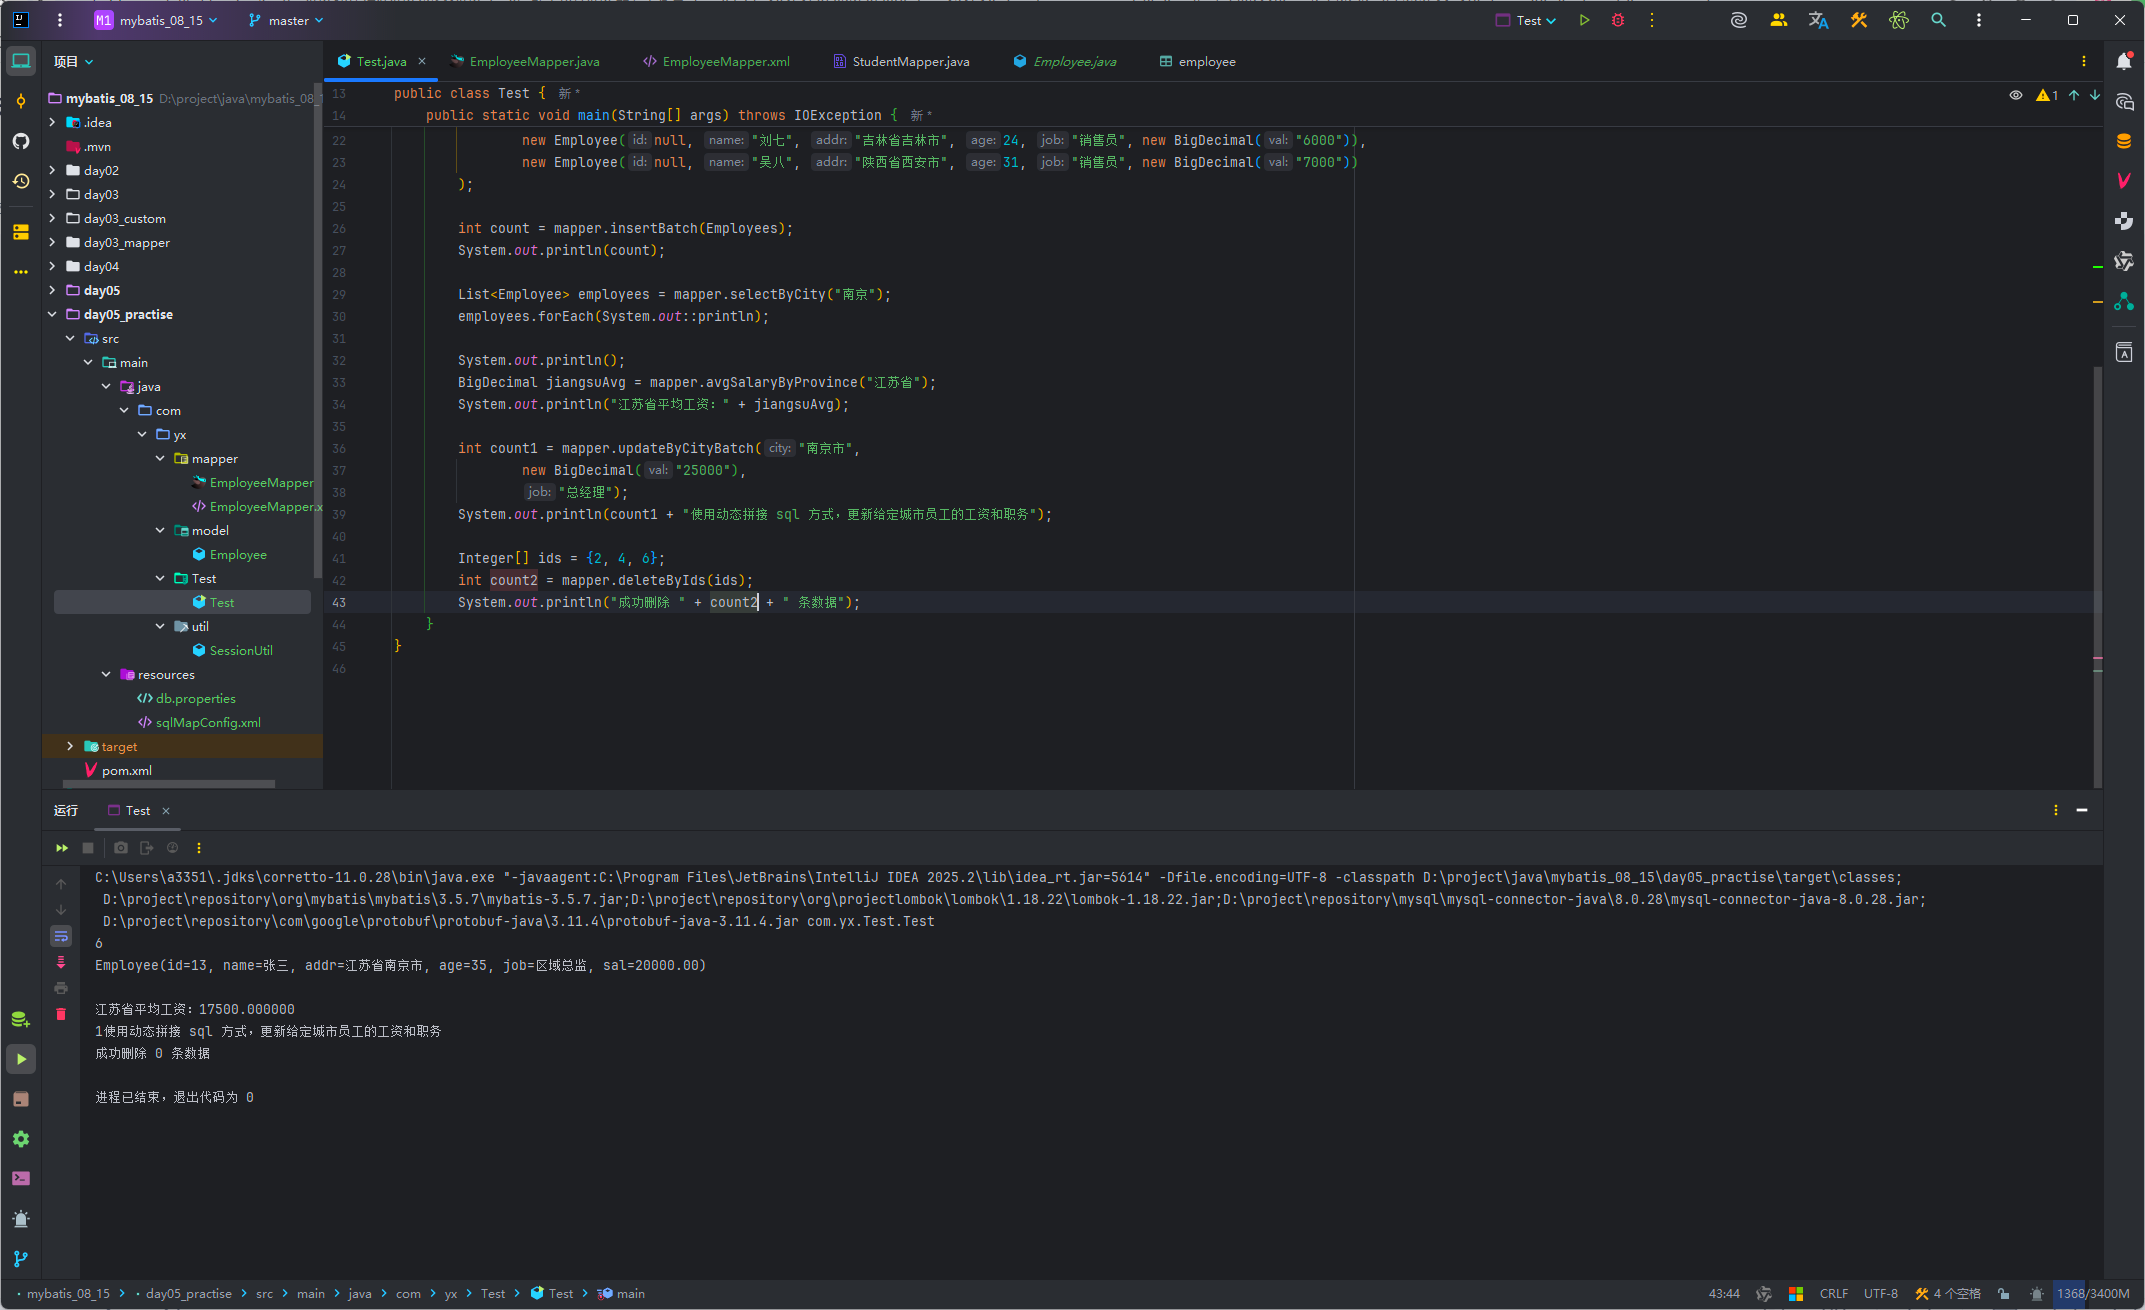 M1 mybatis_08_15 master Test
项目
Test.java EmployeeMapper.java EmployeeMapper.xml StudentMapper.java Employee.java employee
mybatis_08_15 D:\project\java\mybatis_08_1
.idea
.mvn
day02
day03
day03_custom
day03_mapper
day04
day05
day05_practise
src
main
java
com
yx
mapper
EmployeeMapper
EmployeeMapper.x
model
Employee
Test
Test
util
SessionUtil
resources
db.properties
sqlMapConfig.xml
target
pom.xml
13 public class Test { 新 *
14 public static void main(String[] args) throws IOException { 新 *
22 new Employee( id: null, name: "刘七", addr: "吉林省吉林市", age: 24, job: "销售员", new BigDecimal( val: "6000")),
23 new Employee( id: null, name: "吴八", addr: "陕西省西安市", age: 31, job: "销售员", new BigDecimal( val: "7000"))
24 );
25
26 int count = mapper.insertBatch(Employees);
27 System.out.println(count);
28
29 List<Employee> employees = mapper.selectByCity("南京");
30 employees.forEach(System.out::println);
31
32 System.out.println();
33 BigDecimal jiangsuAvg = mapper.avgSalaryByProvince("江苏省");
34 System.out.println("江苏省平均工资：" + jiangsuAvg);
35
36 int count1 = mapper.updateByCityBatch( city: "南京市",
37 new BigDecimal( val: "25000"),
38 job: "总经理");
39 System.out.println(count1 + "使用动态拼接 sql 方式，更新给定城市员工的工资和职务");
40
41 Integer[] ids = {2, 4, 6};
42 int count2 = mapper.deleteByIds(ids);
43 System.out.println("成功删除 " + count2 + " 条数据");
44 }
45 }
46
1
运行 Test
C:\Users\a3351\.jdks\corretto-11.0.28\bin\java.exe "-javaagent:C:\Program Files\JetBrains\IntelliJ IDEA 2025.2\lib\idea_rt.jar=5614" -Dfile.encoding=UTF-8 -classpath D:\project\java\mybatis_08_15\day05_practise\target\classes;
D:\project\repository\org\mybatis\mybatis\3.5.7\mybatis-3.5.7.jar;D:\project\repository\org\projectlombok\lombok\1.18.22\lombok-1.18.22.jar;D:\project\repository\mysql\mysql-connector-java\8.0.28\mysql-connector-java-8.0.28.jar;
D:\project\repository\com\google\protobuf\protobuf-java\3.11.4\protobuf-java-3.11.4.jar com.yx.Test.Test
6
Employee(id=13, name=张三, addr=江苏省南京市, age=35, job=区域总监, sal=20000.00)
江苏省平均工资：17500.000000
1使用动态拼接 sql 方式，更新给定城市员工的工资和职务
成功删除 0 条数据
进程已结束，退出代码为 0
mybatis_08_15 > day05_practise > src > main > java > com > yx > Test > Test > main
43:44 CRLF UTF-8 4 个空格 1368/3400M